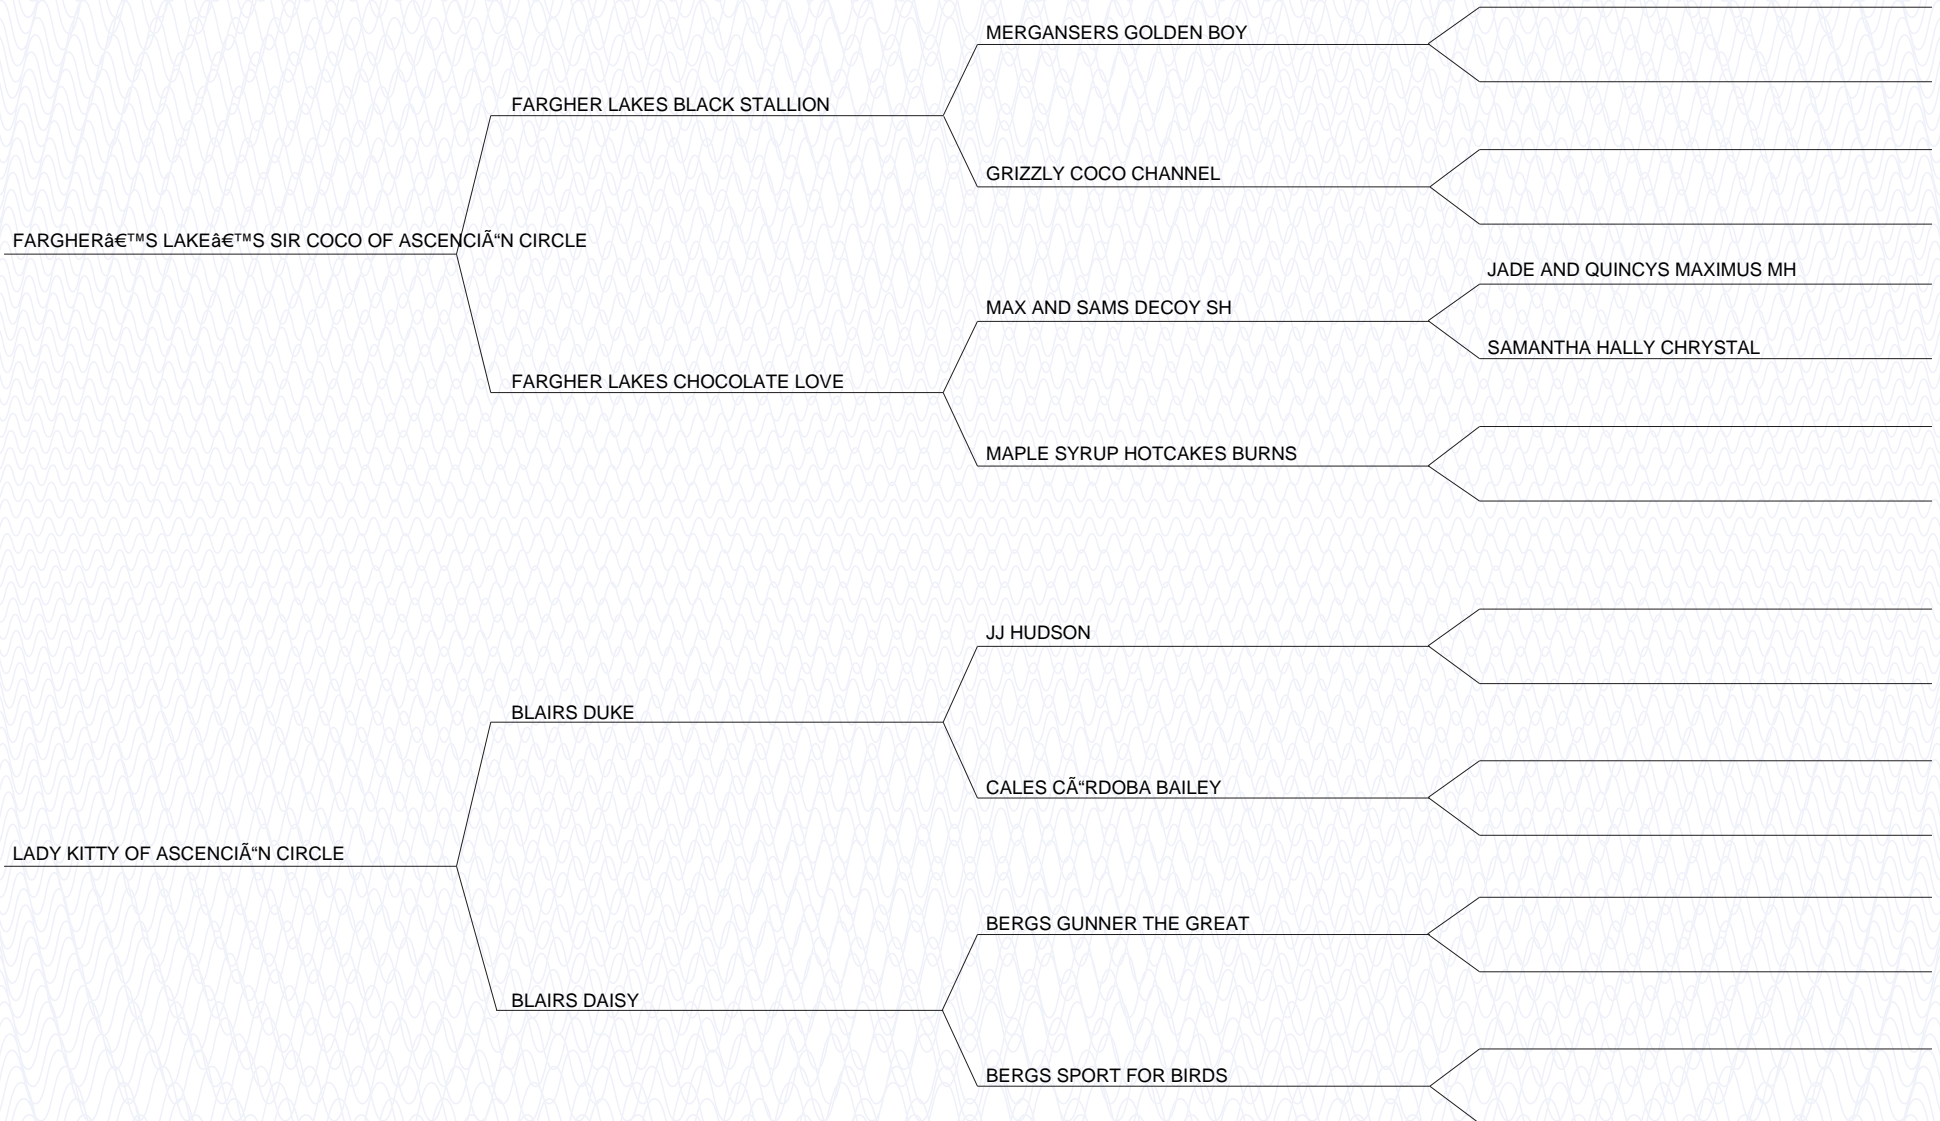 MERGANSERS GOLDEN BOY
FARGHER LAKES BLACK STALLION
GRIZZLY COCO CHANNEL
FARGHERâ€™S LAKEâ€™S SIR COCO OF ASCENCIÃ“N CIRCLE
JADE AND QUINCYS MAXIMUS MH
MAX AND SAMS DECOY SH
SAMANTHA HALLY CHRYSTAL
FARGHER LAKES CHOCOLATE LOVE
MAPLE SYRUP HOTCAKES BURNS
JJ HUDSON
BLAIRS DUKE
CALES CÃ“RDOBA BAILEY
LADY KITTY OF ASCENCIÃ“N CIRCLE
BERGS GUNNER THE GREAT
BLAIRS DAISY
BERGS SPORT FOR BIRDS